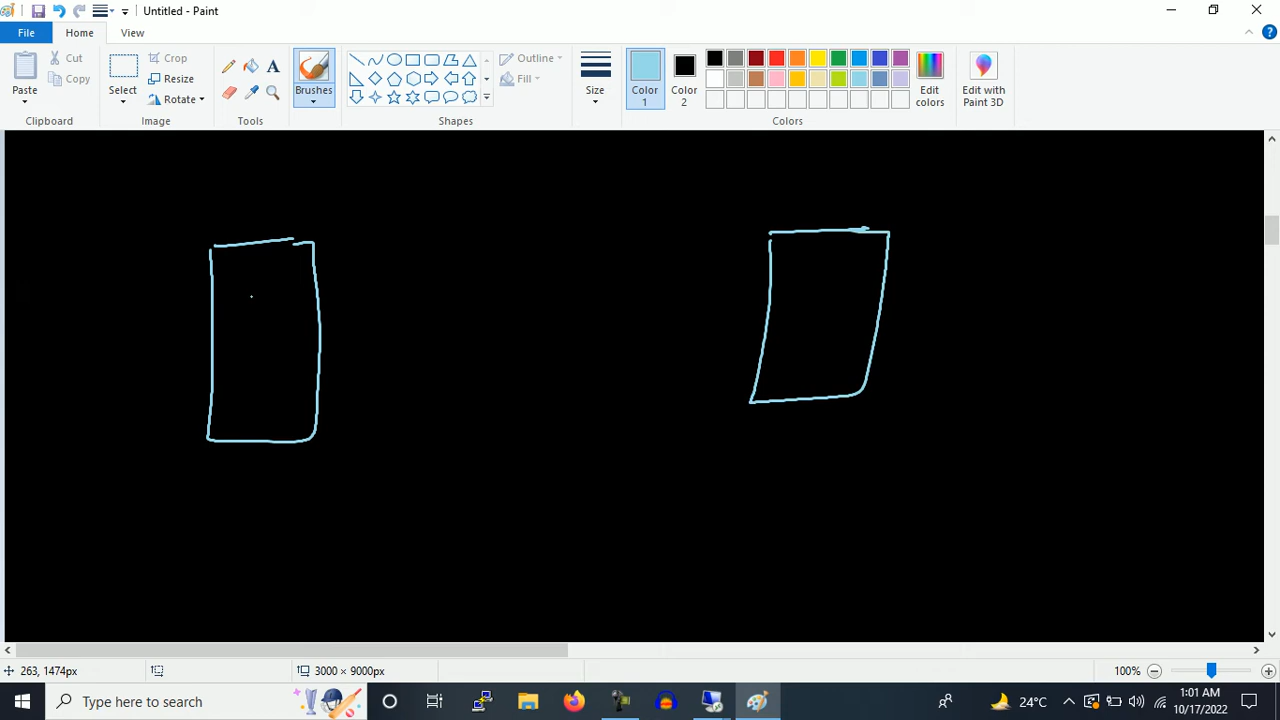 Untitled - Paint
File
Home
View
Paste
Cut
Copy
Clipboard
Select
Crop
Resize
Rotate
Image
A
Tools
Brushes
Outline
Fill
Shapes
Size
Color 1
Color 2
Edit colors
Colors
Edit with Paint 3D
263, 1474px
3000 × 9000px
100%
Type here to search
24°C
1:01 AM
10/17/2022